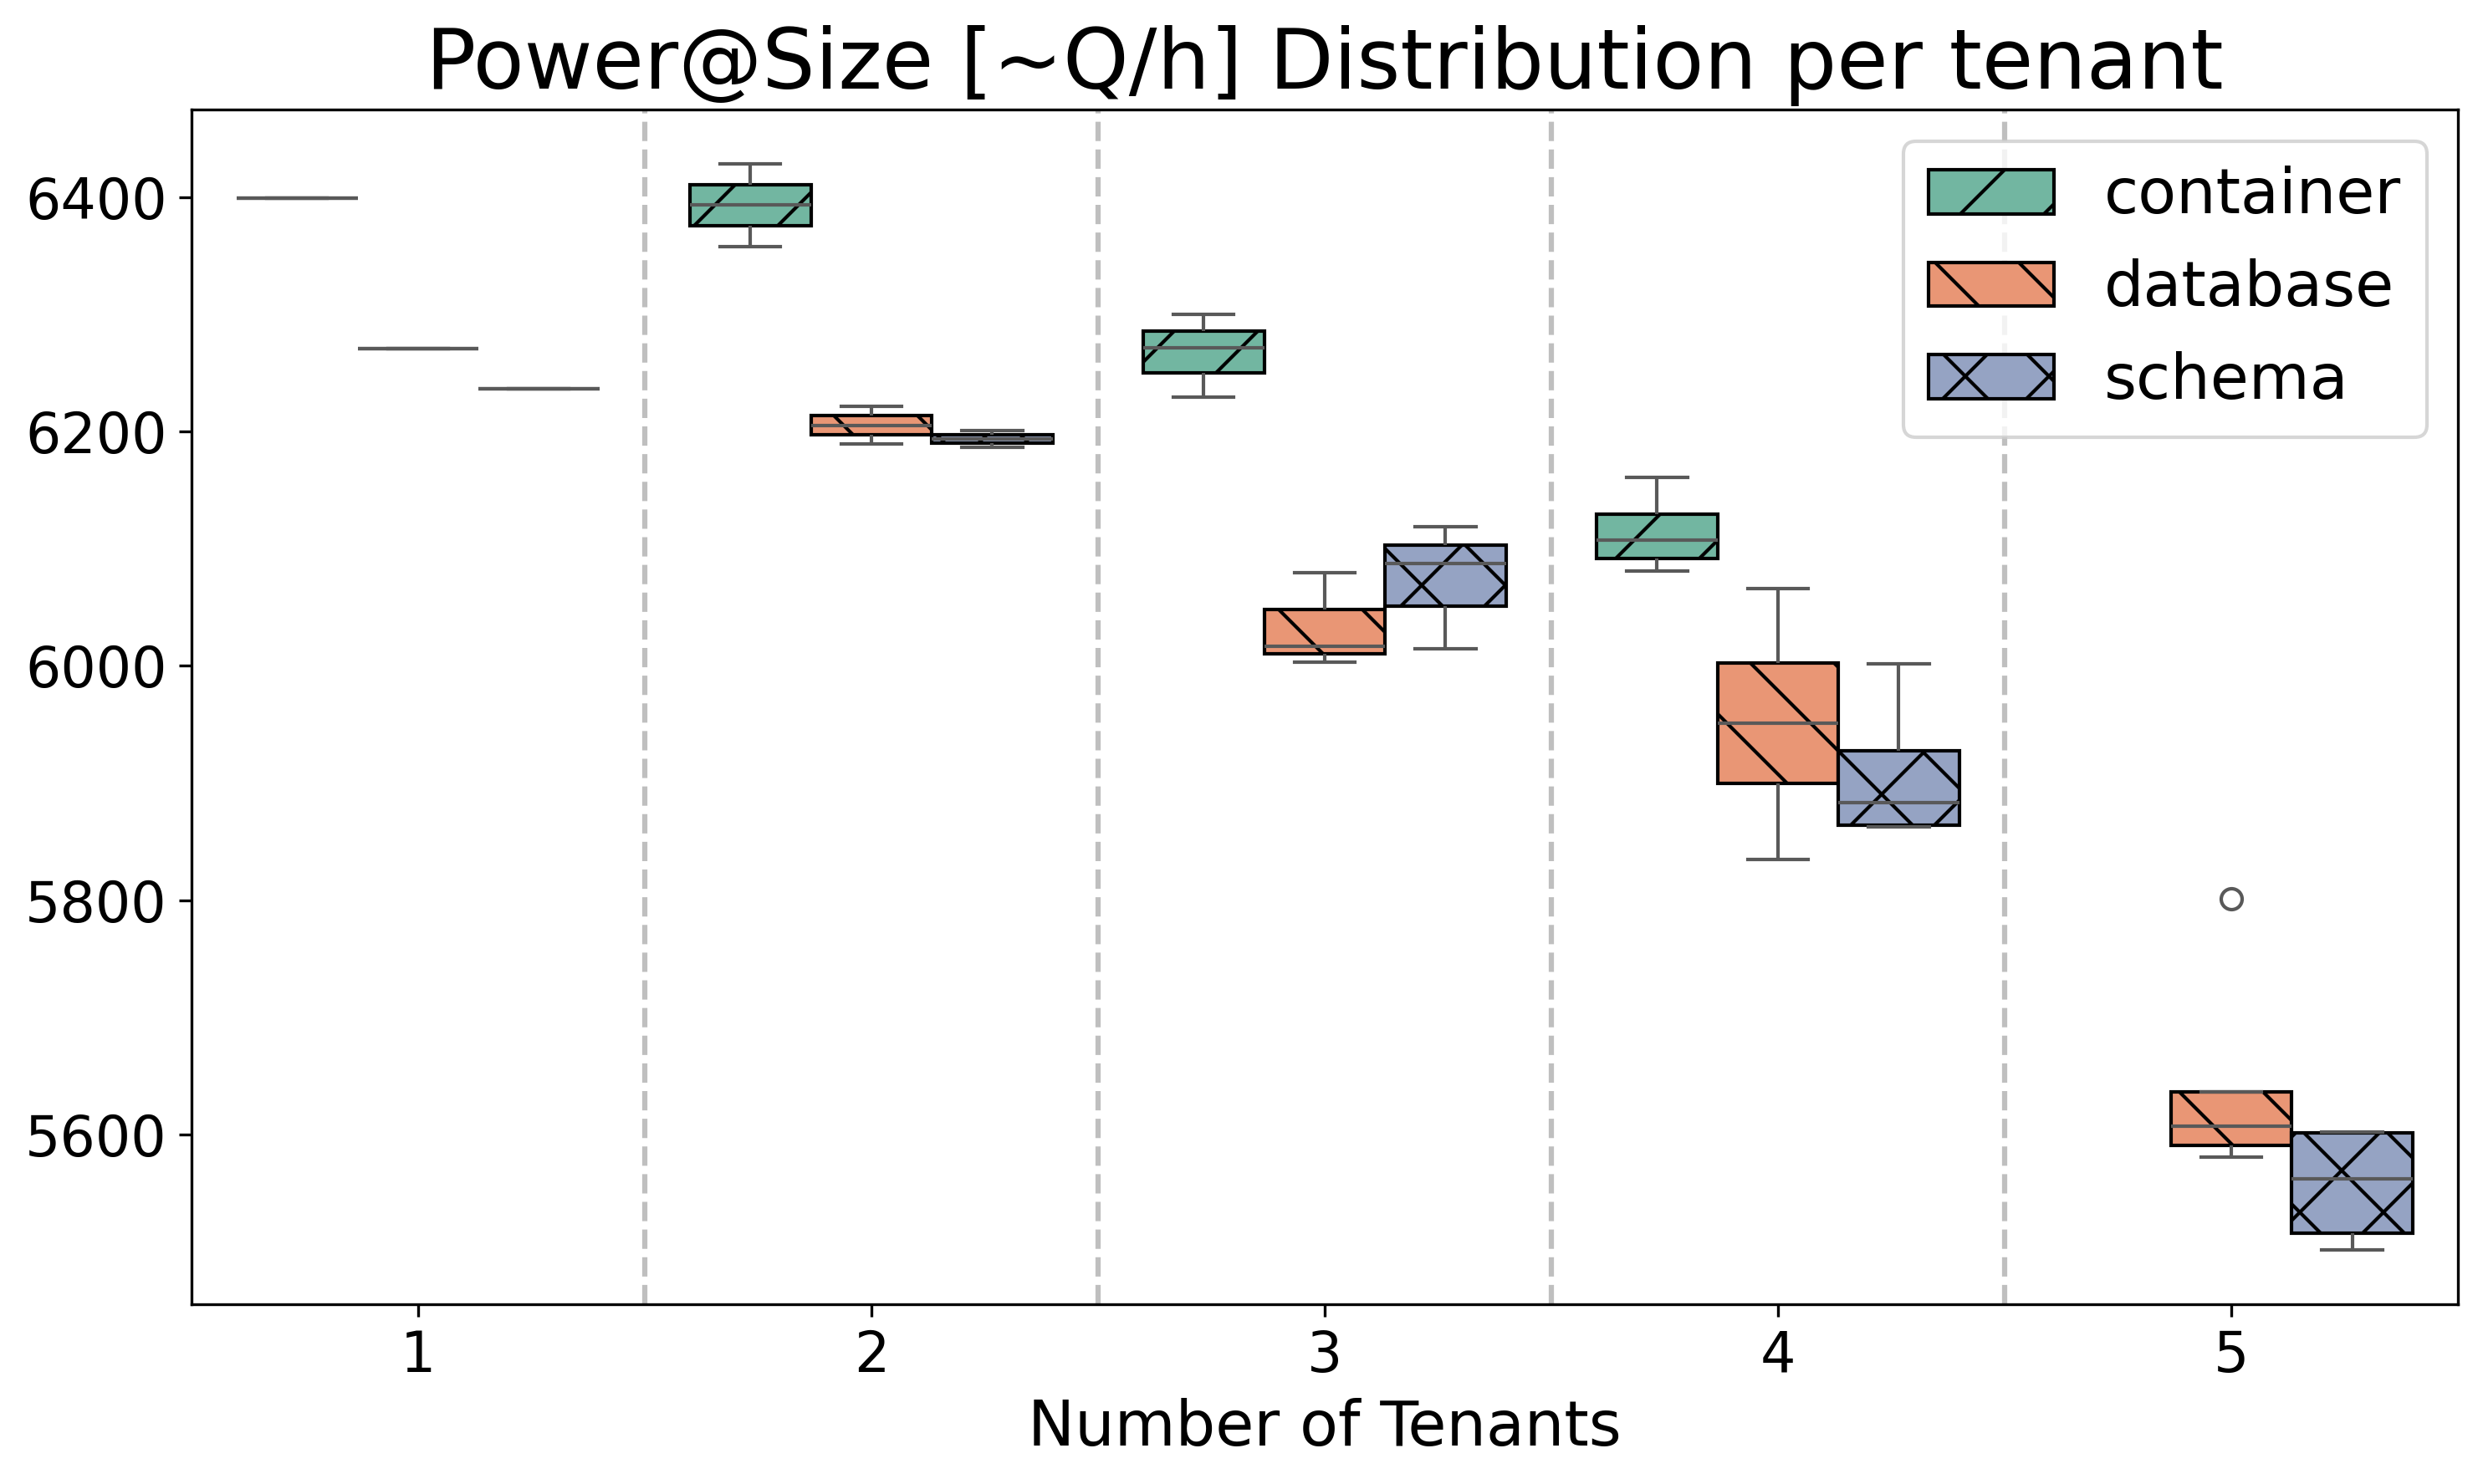 Power@Size [~Q/h] Distribution per tenant
container
database
schema
6400
6200
6000
5800
5600
1 2 3 4 5
Number of Tenants